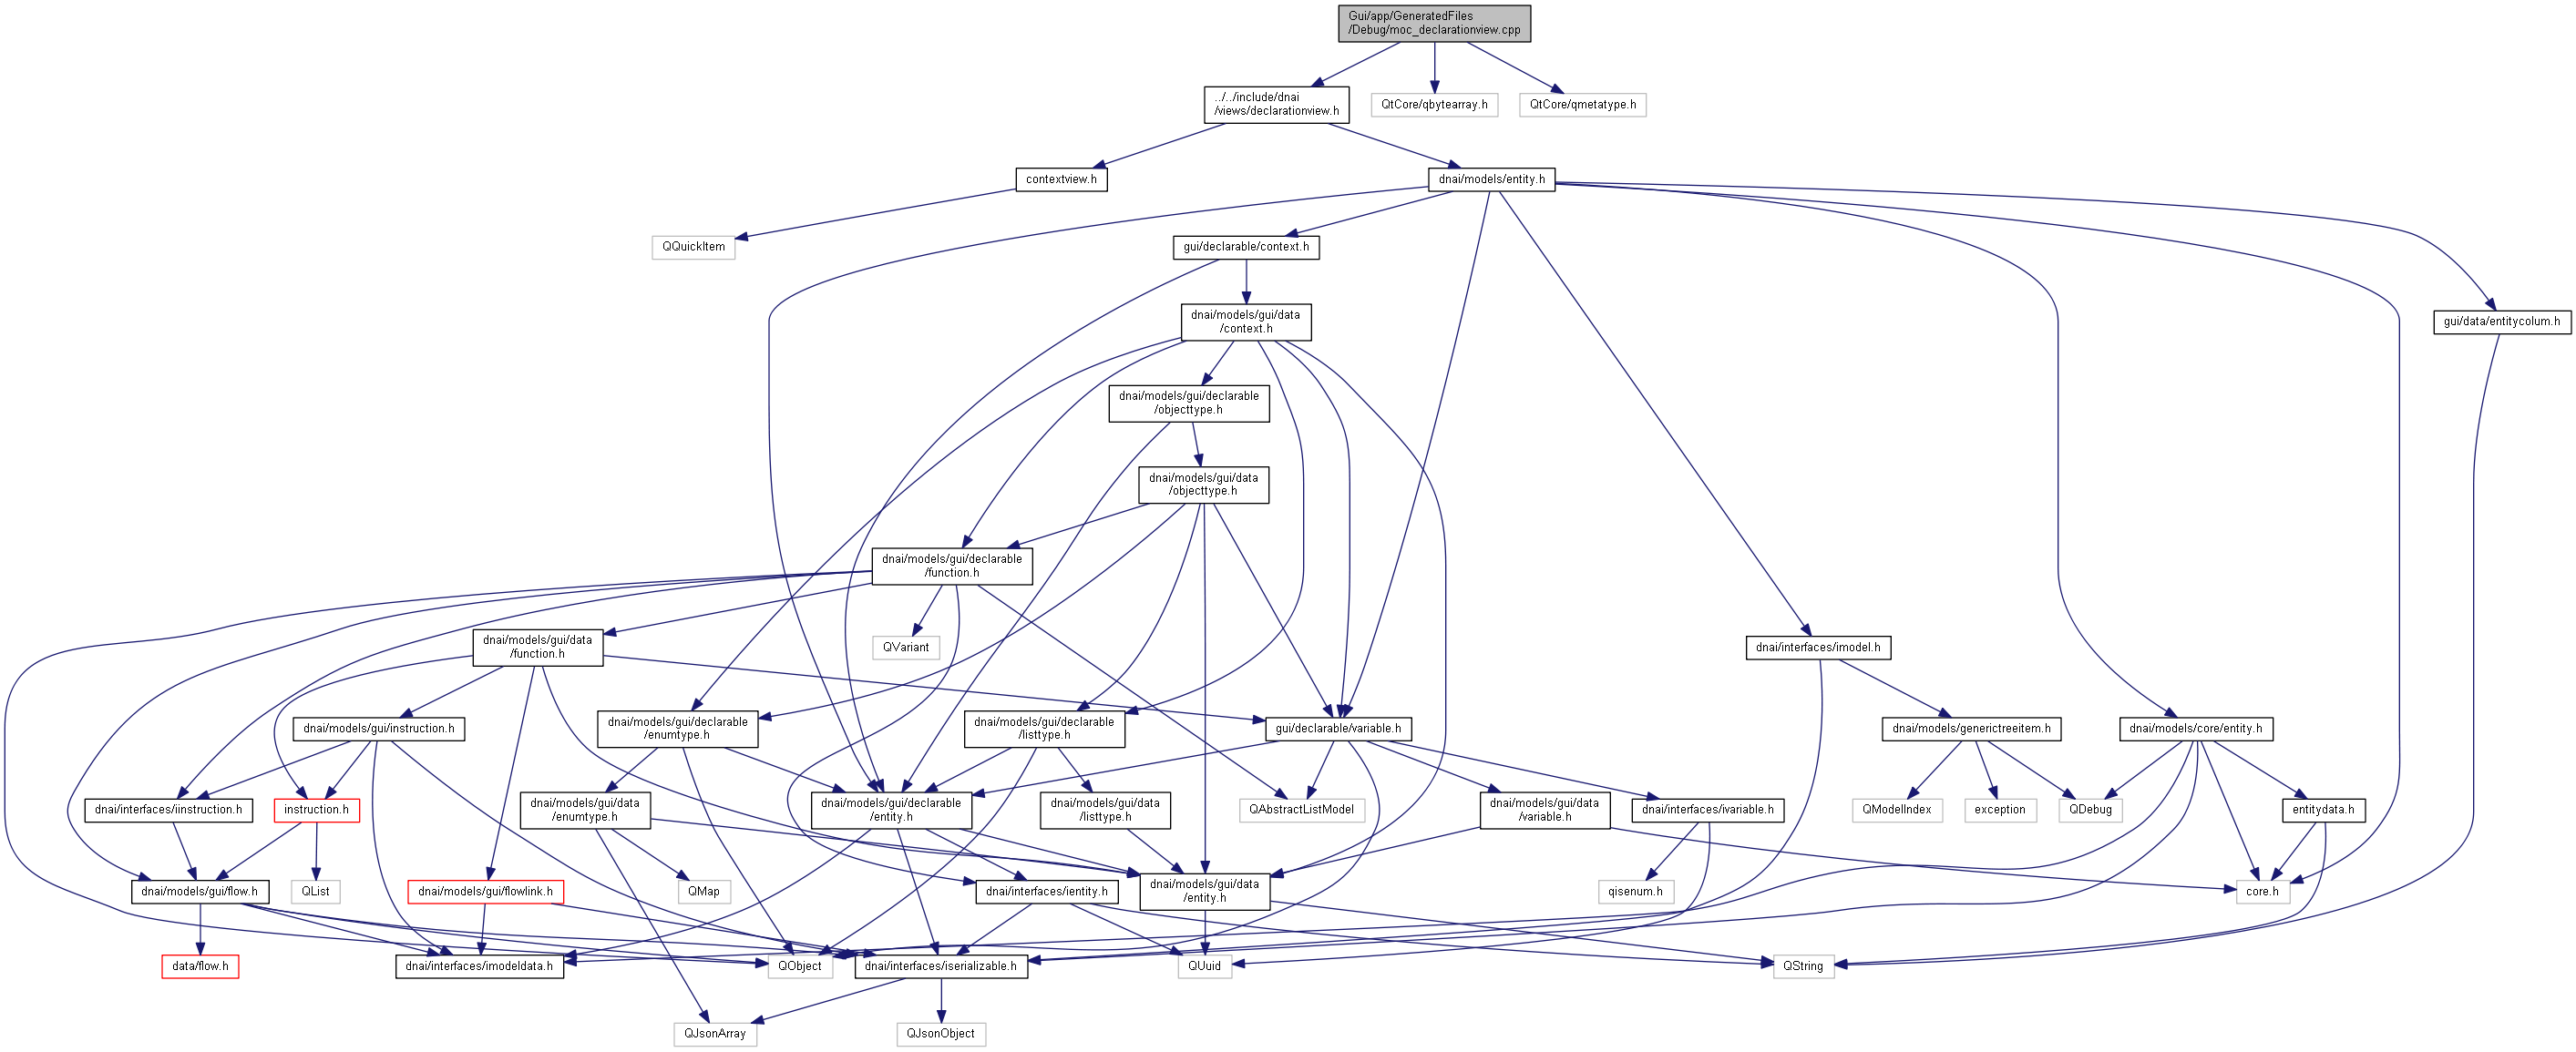 Gui/app/GeneratedFiles
/Debug/moc_declarationview.cpp
../../include/dnai
/views/declarationview.h
QtCore/qbytearray.h
QtCore/qmetatype.h
contextview.h
dnai/models/entity.h
QQuickItem
gui/declarable/context.h
dnai/models/gui/data
/context.h
gui/data/entitycolum.h
dnai/models/gui/declarable
/objecttype.h
dnai/models/gui/data
/objecttype.h
dnai/models/gui/declarable
/function.h
dnai/models/gui/data
/function.h
QVariant
dnai/interfaces/imodel.h
dnai/models/gui/instruction.h
dnai/models/gui/declarable
/enumtype.h
dnai/models/gui/declarable
/listtype.h
gui/declarable/variable.h
dnai/models/generictreeitem.h
dnai/models/core/entity.h
dnai/interfaces/iinstruction.h
instruction.h
dnai/models/gui/data
/enumtype.h
dnai/models/gui/declarable
/entity.h
dnai/models/gui/data
/listtype.h
QAbstractListModel
dnai/models/gui/data
/variable.h
dnai/interfaces/ivariable.h
QModelIndex
exception
QDebug
entitydata.h
dnai/models/gui/flow.h
QList
dnai/models/gui/flowlink.h
QMap
dnai/interfaces/ientity.h
dnai/models/gui/data
/entity.h
qisenum.h
core.h
data/flow.h
dnai/interfaces/imodeldata.h
QObject
dnai/interfaces/iserializable.h
QUuid
QString
QJsonArray
QJsonObject